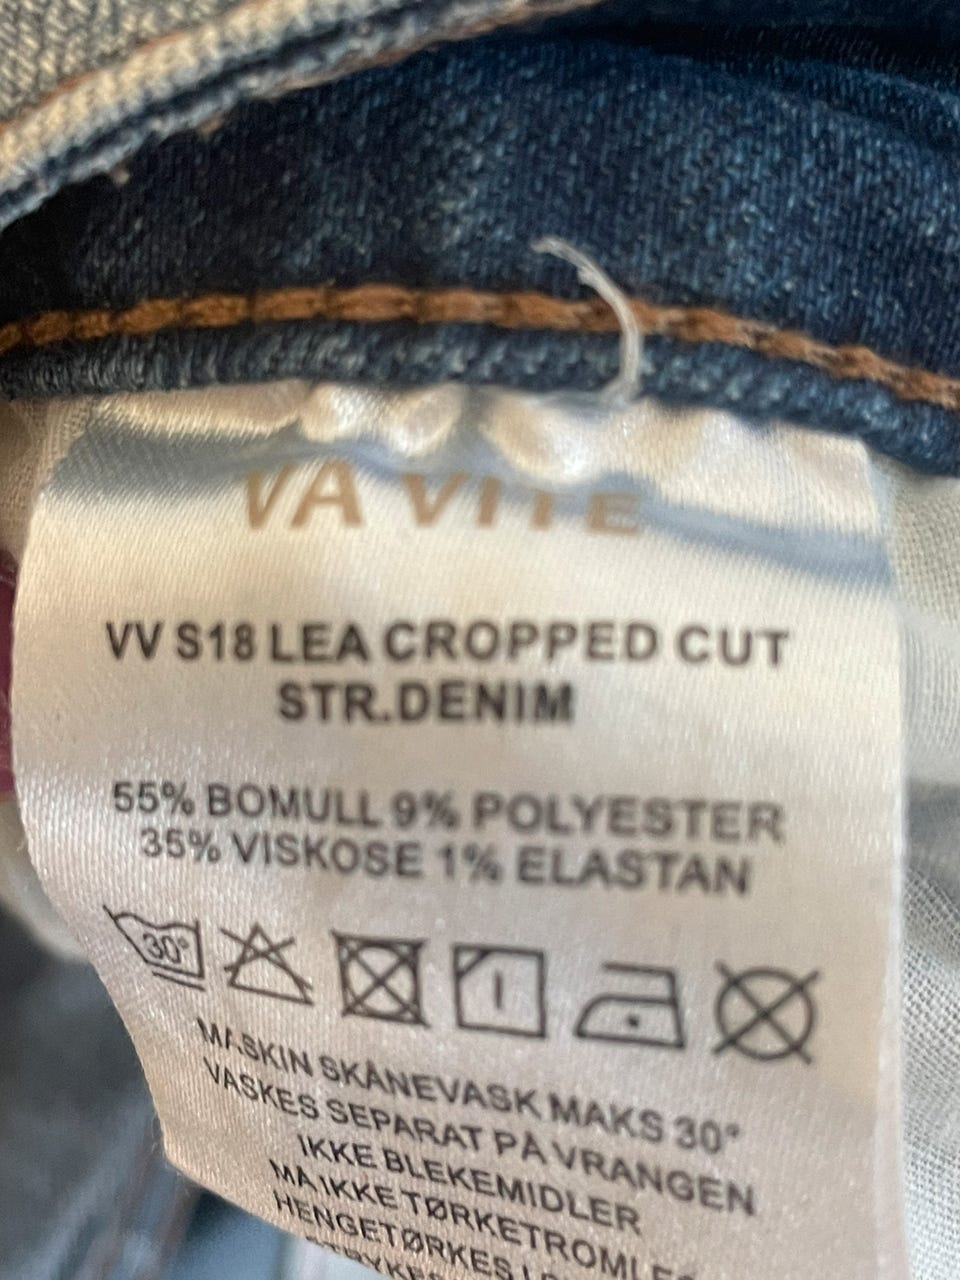 VA VITE
VV S18 LEA CROPPED CUT
STR.DENIM
55% BOMULL 9% POLYESTER
35% VISKOSE 1% ELASTAN
30°
MASKIN SKÅNEVASK MAKS 30°
VASKES SEPARAT PÅ VRANGEN
IKKE BLEKEMIDLER
MÅ IKKE
HENGETØRKES